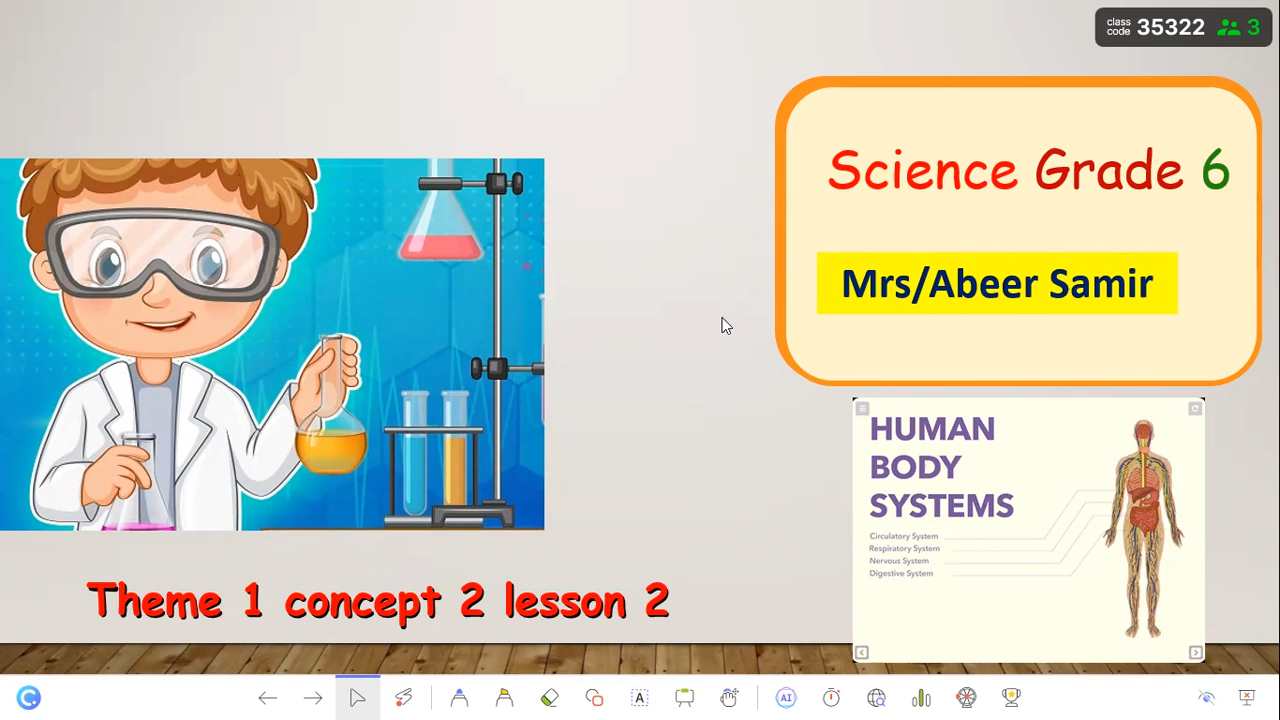 class code 35322 3
Science Grade 6
Mrs/Abeer Samir
HUMAN
BODY
SYSTEMS
Circulatory System
Respiratory System
Nervous System
Digestive System
Theme 1 concept 2 lesson 2
A
AI